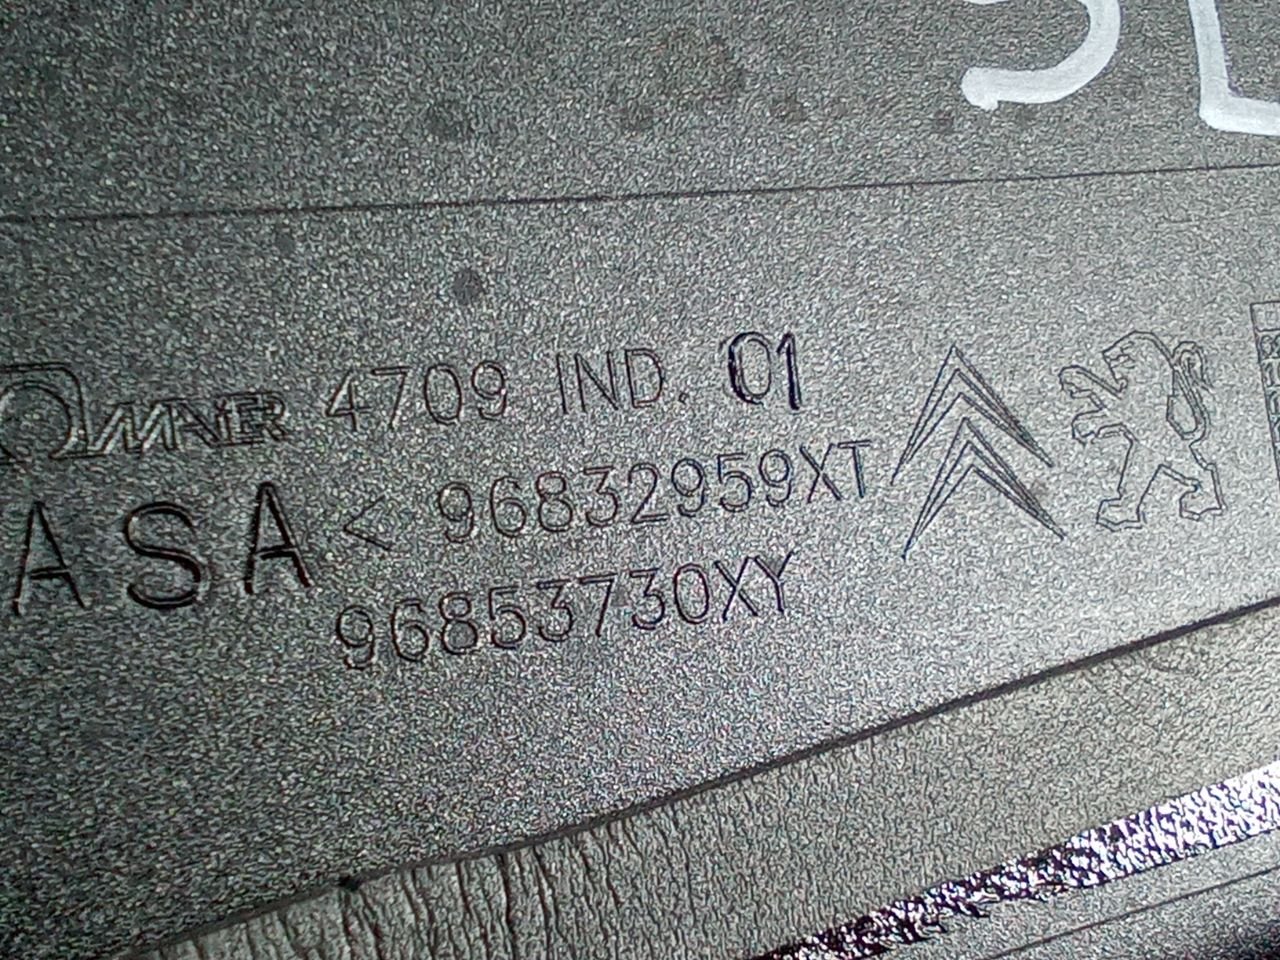 4709 IND. 01
ASA < 96832959XT
96853730XY